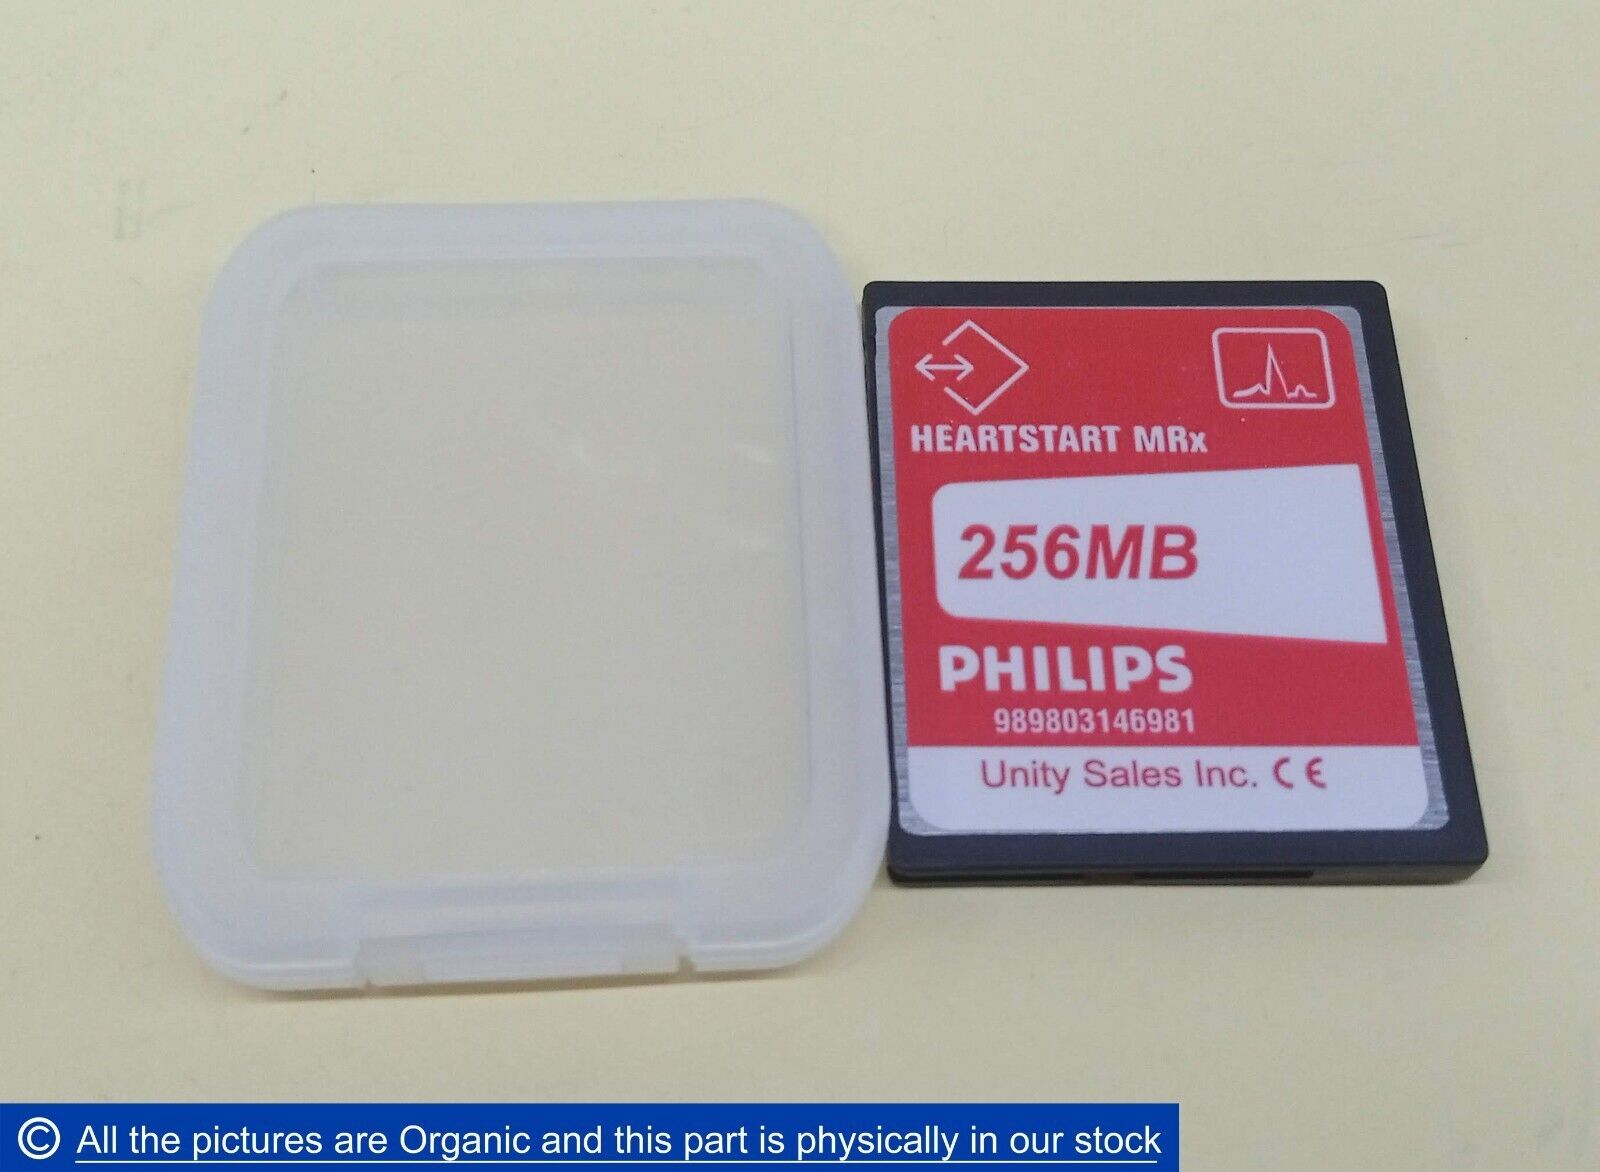 HEARTSTART MRx
256MB
PHILIPS
989803146981
Unity Sales Inc. CE
© All the pictures are Organic and this part is physically in our stock